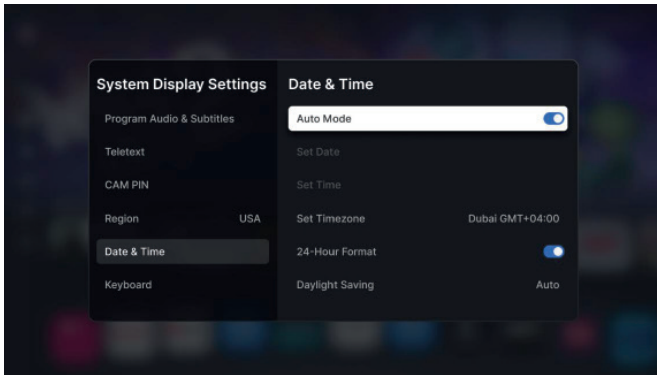 System Display Settings
Program Audio & Subtitles
Teletext
CAM PIN
Region USA
Date & Time
Keyboard
Date & Time
Auto Mode
Set Date
Set Time
Set Timezone Dubai GMT+04:00
24-Hour Format
Daylight Saving Auto